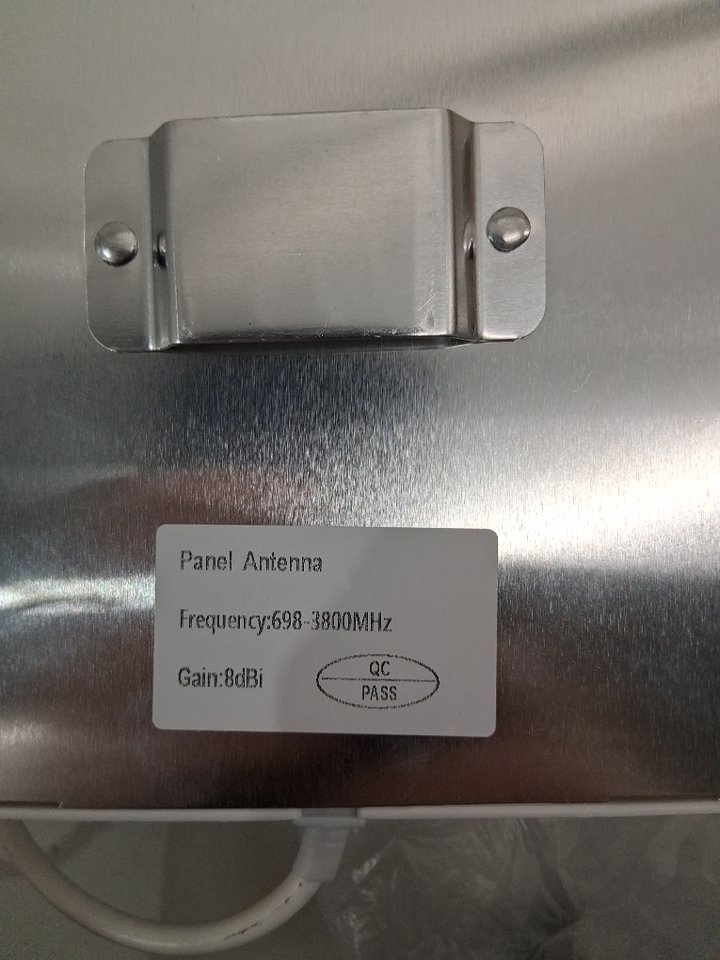 Panel Antenna
Frequency:698-3800MHz
Gain:8dBi
QC
PASS